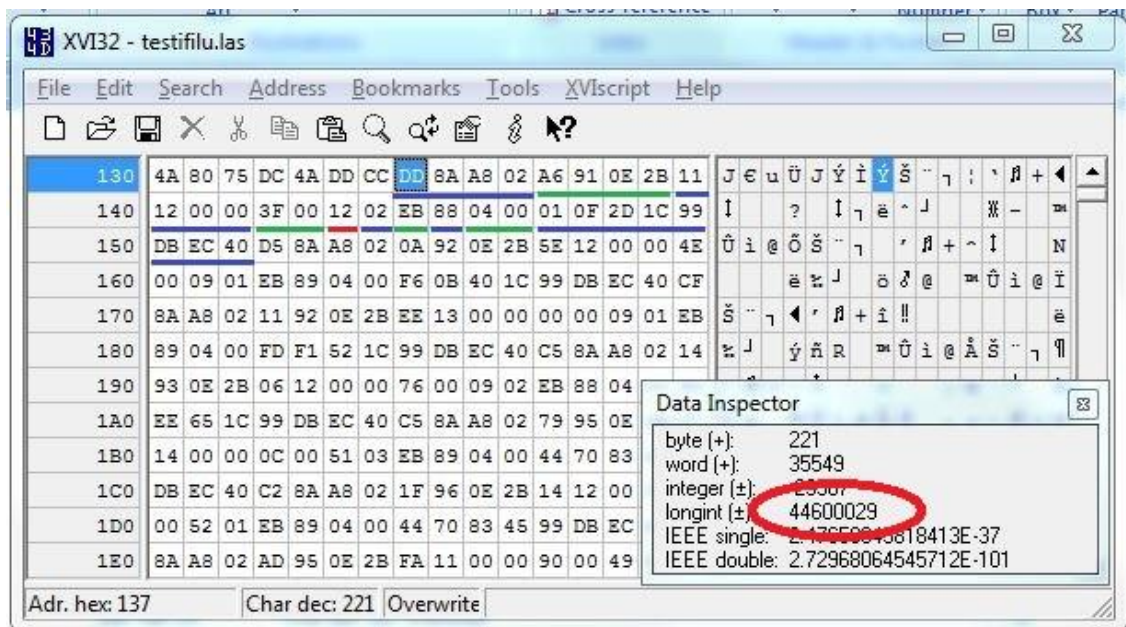 XVI32 - testifilu.las
File Edit Search Address Bookmarks Tools XVIscript Help
130 4A 80 75 DC 4A DD CC DD 8A A8 02 A6 91 0E 2B 11 J € u Ü J Ý Ì Ý Š ¨ ┐ ¦ ‘ ♫ + ◄
140 12 00 00 3F 00 12 02 EB 88 04 00 01 0F 2D 1C 99 ↕ ? ↕ ┐ ë ˆ ┘ ☼ - ™
150 DB EC 40 D5 8A A8 02 0A 92 0E 2B 5E 12 00 00 4E Û ì @ Õ Š ¨ ┐ ’ ♫ + ^ ↕ N
160 00 09 01 EB 89 04 00 F6 0B 40 1C 99 DB EC 40 CF ë ‰ ┘ ö ♂ @ ™ Û ì @ Ï
170 8A A8 02 11 92 0E 2B EE 13 00 00 00 00 09 01 EB Š ¨ ┐ ◄ ’ ♫ + î ‼ ë
180 89 04 00 FD F1 52 1C 99 DB EC 40 C5 8A A8 02 14 ‰ ┘ ý ñ R ™ Û ì @ Å Š ¨ ┐ ¶
190 93 0E 2B 06 12 00 00 76 00 09 02 EB 88 04
1A0 EE 65 1C 99 DB EC 40 C5 8A A8 02 79 95 0E
1B0 14 00 00 0C 00 51 03 EB 89 04 00 44 70 83
1C0 DB EC 40 C2 8A A8 02 1F 96 0E 2B 14 12 00
1D0 00 52 01 EB 89 04 00 44 70 83 45 99 DB EC
1E0 8A A8 02 AD 95 0E 2B FA 11 00 00 90 00 49
Data Inspector
byte (+): 221
word (+): 35549
integer (±):
longint (±) 44600029
IEEE single:
IEEE double: 2.72968064545712E-101
Adr. hex: 137 Char dec: 221 Overwrite